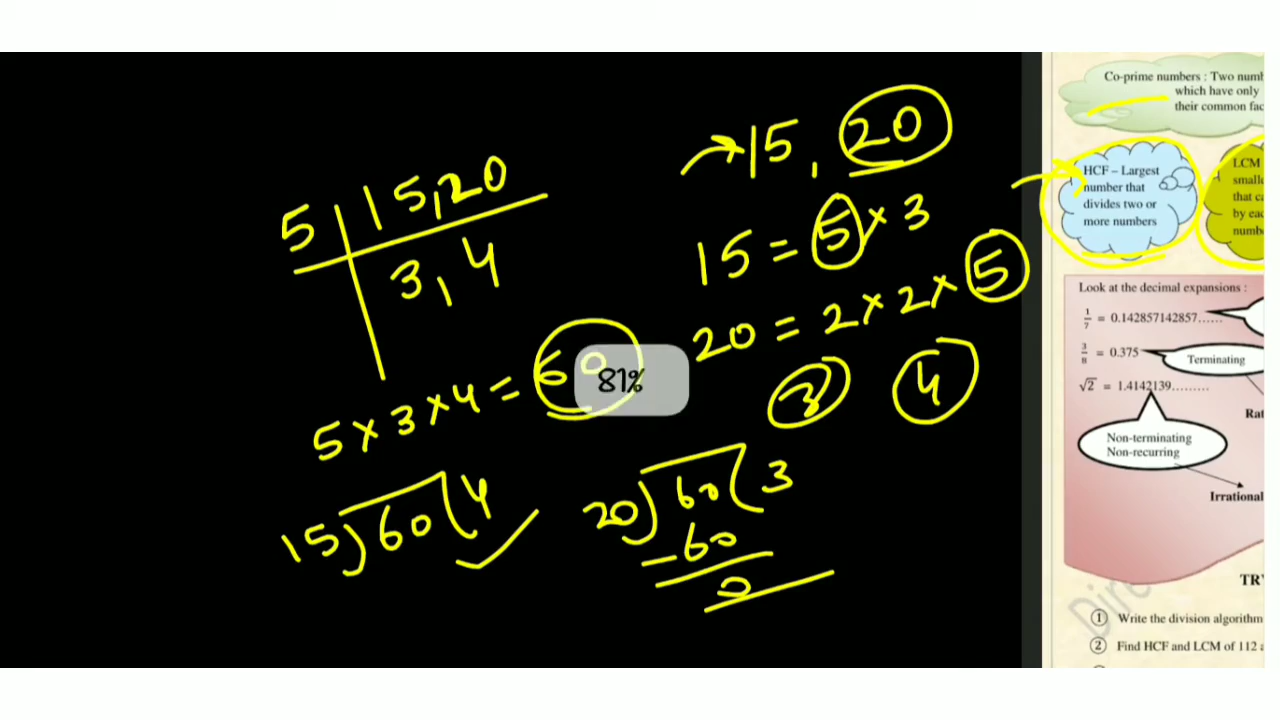 5 | 15,20
3, 4
5 × 3 × 4 = 60
15)60(4
15, 20
15 = 5 × 3
20 = 2 × 2 × 5
3 4
20)60(3
- 60
0
81%
Co-prime numbers : Two
which have only
their common
HCF – Largest
number that
divides two or
more numbers
LCM
that
Look at the decimal expansions :
1/7 = 0.142857142857......
3/8 = 0.375
Terminating
√2 = 1.4142139.........
Non-terminating
Non-recurring
Irrational
① Write the division algorithm
② Find HCF and LCM of 112